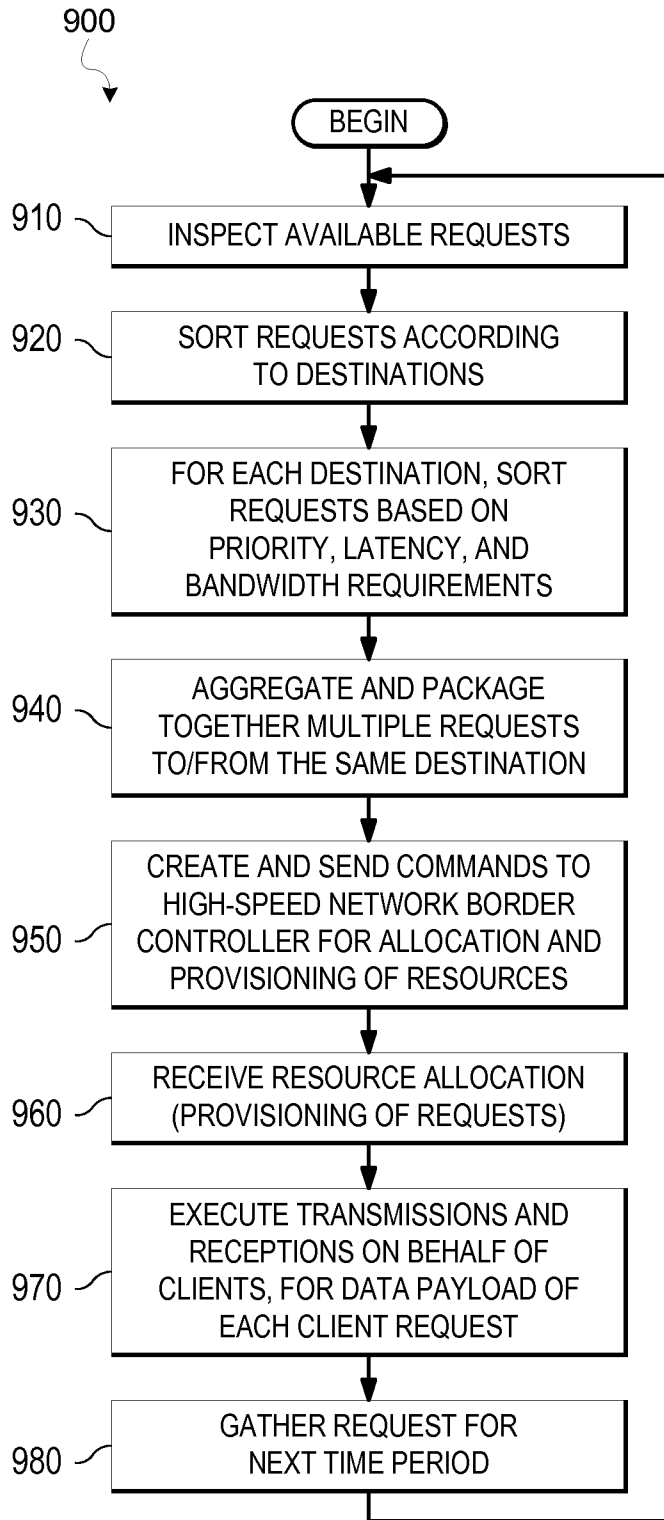 900
BEGIN
910
INSPECT AVAILABLE REQUESTS
920
SORT REQUESTS ACCORDING
TO DESTINATIONS
930
FOR EACH DESTINATION, SORT
REQUESTS BASED ON
PRIORITY, LATENCY, AND
BANDWIDTH REQUIREMENTS
940
AGGREGATE AND PACKAGE
TOGETHER MULTIPLE REQUESTS
TO/FROM THE SAME DESTINATION
950
CREATE AND SEND COMMANDS TO
HIGH-SPEED NETWORK BORDER
CONTROLLER FOR ALLOCATION AND
PROVISIONING OF RESOURCES
960
RECEIVE RESOURCE ALLOCATION
(PROVISIONING OF REQUESTS)
970
EXECUTE TRANSMISSIONS AND
RECEPTIONS ON BEHALF OF
CLIENTS, FOR DATA PAYLOAD OF
EACH CLIENT REQUEST
980
GATHER REQUEST FOR
NEXT TIME PERIOD